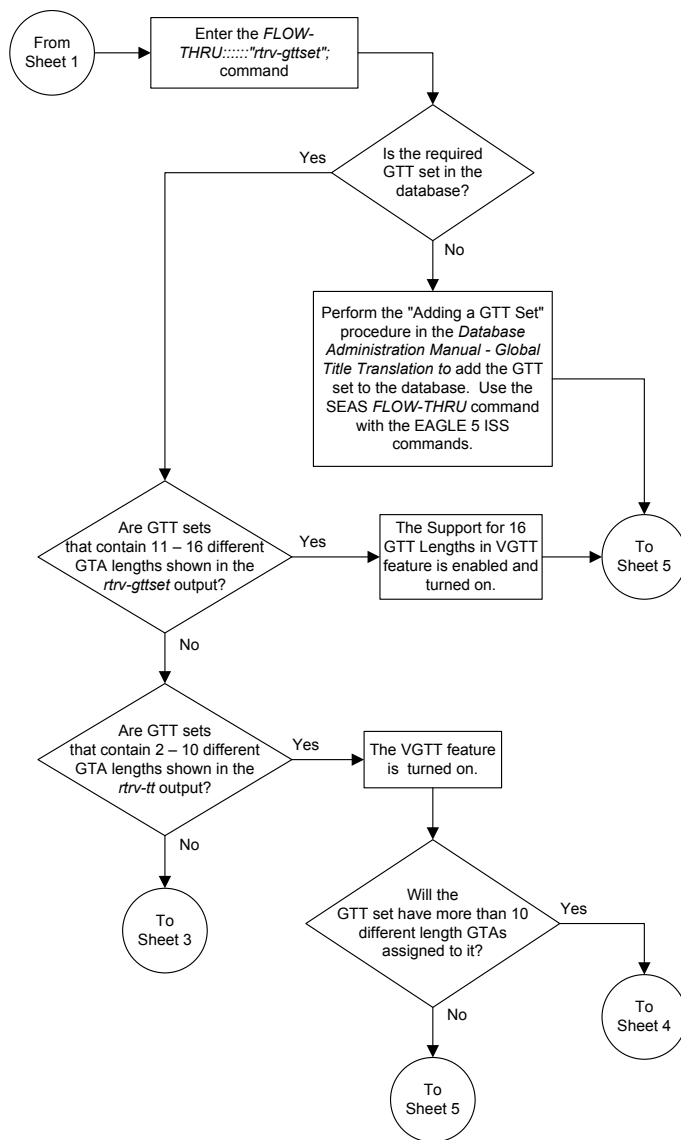 From
Sheet 1
Enter the FLOW-
THRU::::::"rtrv-gttset";
command
Is the required
GTT set in the
database?
Yes
No
Perform the "Adding a GTT Set"
procedure in the Database
Administration Manual - Global
Title Translation to add the GTT
set to the database.  Use the
SEAS FLOW-THRU command
with the EAGLE 5 ISS
commands.
Are GTT sets
that contain 11 – 16 different
GTA lengths shown in the
rtrv-gttset output?
Yes
The Support for 16
GTT Lengths in VGTT
feature is enabled and
turned on.
To
Sheet 5
No
Are GTT sets
that contain 2 – 10 different
GTA lengths shown in the
rtrv-tt output?
Yes
The VGTT feature
is  turned on.
No
To
Sheet 3
Will the
GTT set have more than 10
different length GTAs
assigned to it?
Yes
To
Sheet 4
No
To
Sheet 5